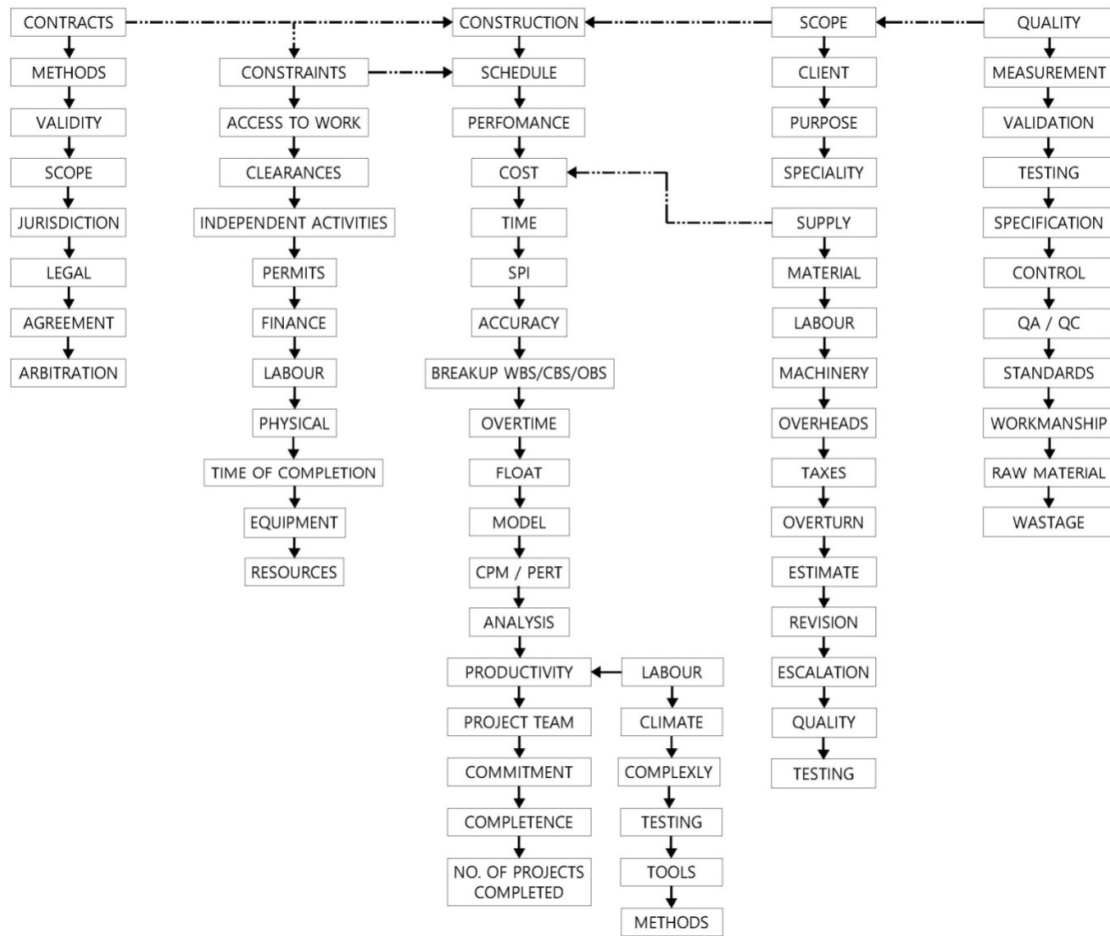 CONTRACTS
METHODS
VALIDITY
SCOPE
JURISDICTION
LEGAL
AGREEMENT
ARBITRATION
CONSTRAINTS
ACCESS TO WORK
CLEARANCES
INDEPENDENT ACTIVITIES
PERMITS
FINANCE
LABOUR
PHYSICAL
TIME OF COMPLETION
EQUIPMENT
RESOURCES
CONSTRUCTION
SCHEDULE
PERFOMANCE
COST
TIME
SPI
ACCURACY
BREAKUP WBS/CBS/OBS
OVERTIME
FLOAT
MODEL
CPM / PERT
ANALYSIS
PRODUCTIVITY
PROJECT TEAM
COMMITMENT
COMPLETENCE
NO. OF PROJECTS
COMPLETED
LABOUR
CLIMATE
COMPLEXLY
TESTING
TOOLS
METHODS
SCOPE
CLIENT
PURPOSE
SPECIALITY
SUPPLY
MATERIAL
LABOUR
MACHINERY
OVERHEADS
TAXES
OVERTURN
ESTIMATE
REVISION
ESCALATION
QUALITY
TESTING
QUALITY
MEASUREMENT
VALIDATION
TESTING
SPECIFICATION
CONTROL
QA / QC
STANDARDS
WORKMANSHIP
RAW MATERIAL
WASTAGE